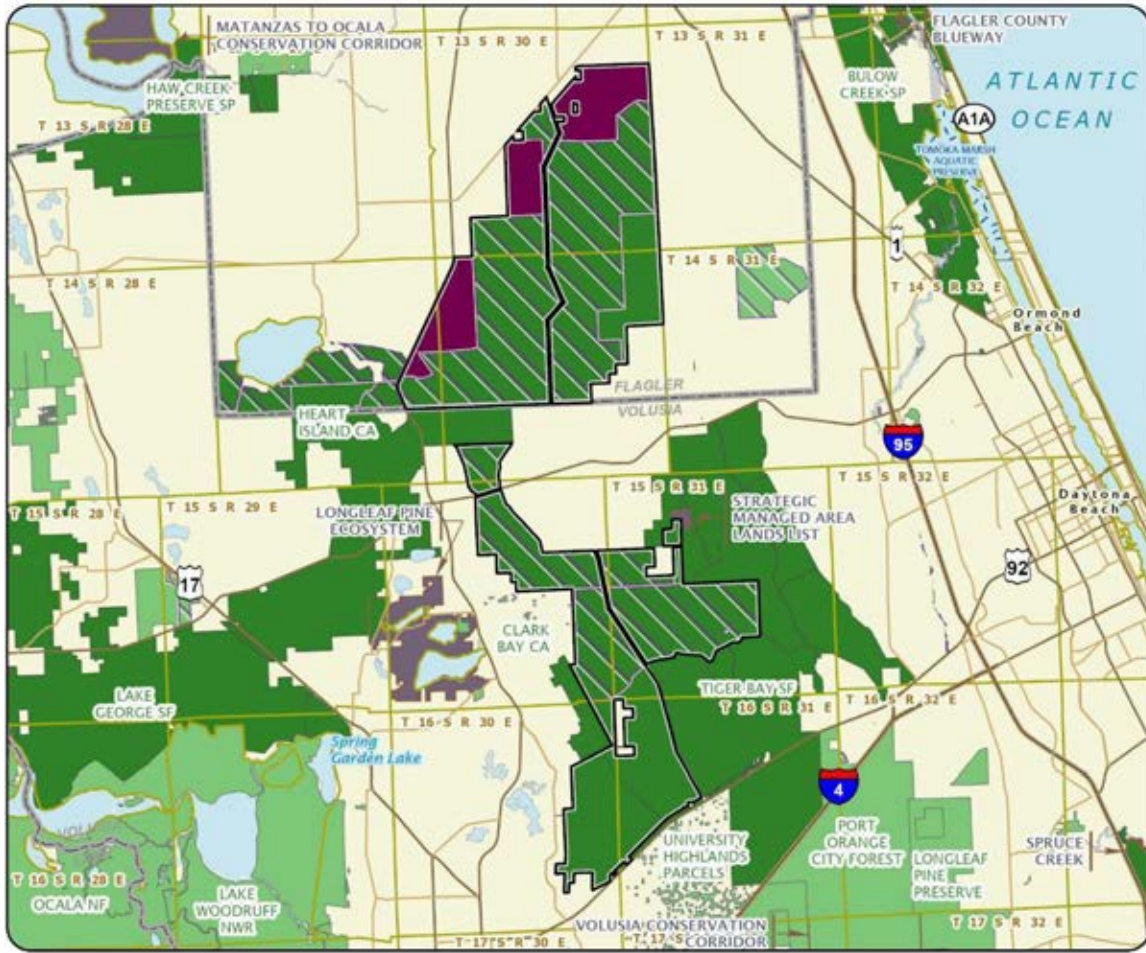 MATANZAS TO OCALA
CONSERVATION CORRIDOR
T 13 S R 30 E
T 13 S R 31 E
FLAGLER COUNTY
BLUEWAY
HAW CREEK
PRESERVE SP
BULOW
CREEK SP
ATLANTIC
OCEAN
A1A
T 13 S R 28 E
TOMOKA MARSH
AQUATIC
PRESERVE
1
T 14 S R 28 E
T 14 S R 31 E
T 14 S R 32 E
Ormond
Beach
FLAGLER
VOLUSIA
HEART
ISLAND CA
95
T 15 S R 28 E
T 15 S R 29 E
LONGLEAF PINE
ECOSYSTEM
T 15 S R 31 E
T 15 S R 32 E
STRATEGIC
MANAGED AREA
LANDS LIST
Daytona
Beach
17
92
CLARK
BAY CA
LAKE
GEORGE SF
TIGER BAY SF
T 16 S R 30 E
T 16 S R 31 E
T 16 S R 32 E
Spring
Garden Lake
4
UNIVERSITY
HIGHLANDS
PARCELS
PORT
ORANGE
CITY FOREST
LONGLEAF
PINE
PRESERVE
SPRUCE
CREEK
T 16 S R 28 E
OCALA NF
LAKE
WOODRUFF
NWR
VOLUSIA CONSERVATION
CORRIDOR
T 17 S R 30 E
T 17 S
T 17 S R 32 E